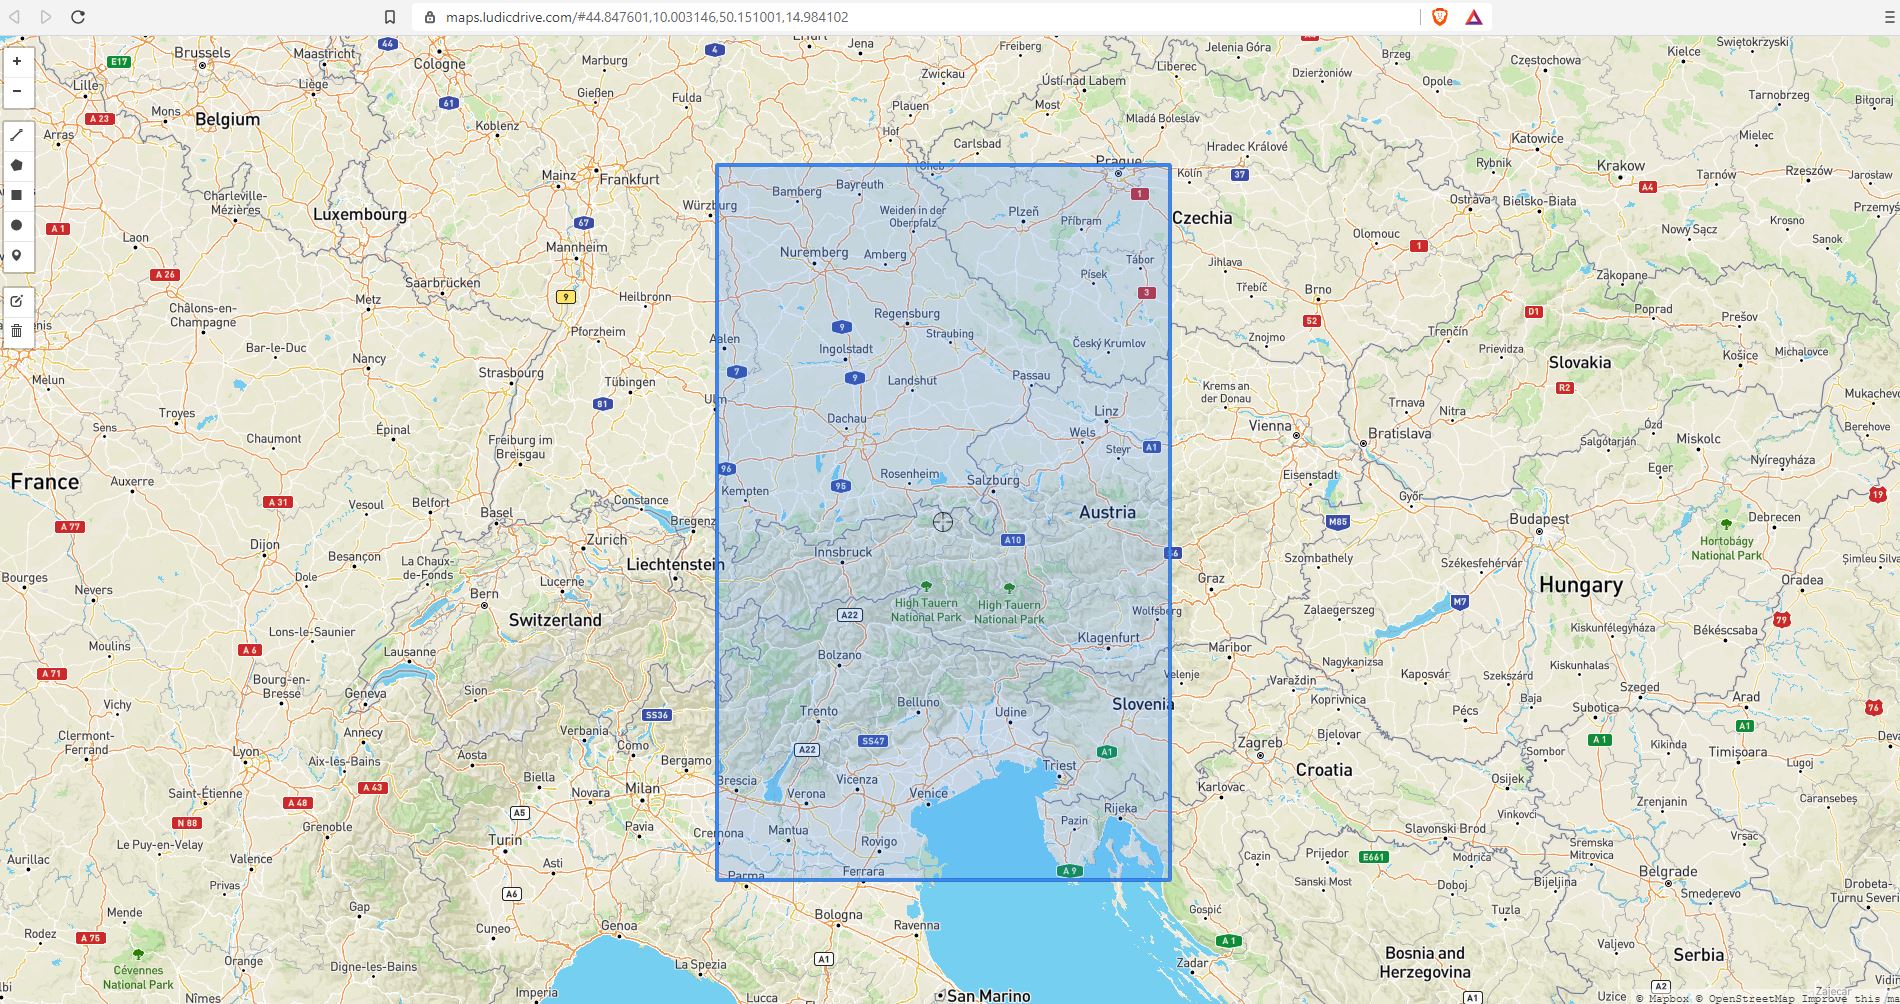 maps.ludicdrive.com/#44.847601,10.003146,50.151001,14.984102
Brussels
Maastricht
44
Cologne
4
Erfurt
Jena
Freiberg
Jelenia Góra
Brzeg
Kielce
Świętokrzyski
E17
Lille
Liège
Marburg
Zwickau
Ústí nad Labem
Liberec
Dzierżoniów
Opole
Częstochowa
61
Gießen
Fulda
Plauen
Most
Tarnobrzeg
Biłgoraj
Mons
Belgium
A 23
Arras
Koblenz
Hof
Mladá Boleslav
Katowice
Mielec
Carlsbad
Hradec Králové
Rybnik
Krakow
Charleville-
Mézières
Mainz
Frankfurt
Cheb
Prague
Kolín
37
A4
Tarnów
Rzeszów
Jarosław
Luxembourg
Würzburg
Bamberg
Bayreuth
1
Ostrava
Bielsko-Biała
Weiden in der
Oberpfalz
Plzeň
Příbram
Czechia
Krosno
Przemyśl
A 1
Laon
67
Mannheim
Nuremberg
Amberg
Olomouc
1
Nowy Sącz
Sanok
A 26
Saarbrücken
Tábor
Písek
Jihlava
Zakopane
Metz
9
Heilbronn
3
Třebíč
Brno
Poprad
Prešov
Châlons-en-
Champagne
Pforzheim
Regensburg
9
Straubing
52
D1
Trenčín
Bar-le-Duc
Nancy
Aalen
Ingolstadt
Český Krumlov
Znojmo
Prievidza
Slovakia
Košice
Michalovce
Melun
Strasbourg
Tübingen
7
9
Landshut
Passau
Krems an
der Donau
R2
Trnava
Nitra
Mukachevo
Troyes
81
Ulm
Dachau
Linz
Vienna
Bratislava
Ózd
Miskolc
Berehove
Sens
Chaumont
Épinal
Freiburg im
Breisgau
Wels
Steyr
A1
Salgótarján
Eger
Nyíregyháza
France
Auxerre
96
Kempten
95
Rosenheim
Salzburg
Eisenstadt
Győr
19
A 31
Vesoul
Belfort
Basel
Constance
Bregenz
Austria
M85
Budapest
Debrecen
A 77
Dijon
Zurich
Innsbruck
A10
Hortobágy
National Park
Besançon
La Chaux-
de-Fonds
Liechtenstein
Szombathely
Székesfehérvár
Bourges
Nevers
Dole
Bern
Lucerne
Graz
Hungary
Oradea
High Tauern
National Park
High Tauern
National Park
A22
Wolfsberg
Zalaegerszeg
M7
79
Switzerland
Lons-le-Saunier
Klagenfurt
Maribor
Kiskunfélegyháza
Békéscsaba
Moulins
A 6
Lausanne
Bolzano
Nagykanizsa
Kaposvár
Kiskunhalas
A 71
Bourg-en-
Bresse
Geneva
Sion
Velenje
Varaždin
Koprivnica
Szekszárd
Baja
Szeged
Arad
Vichy
SS36
Trento
Belluno
Udine
Slovenia
Pécs
Subotica
76
Clermont-
Ferrand
Annecy
Verbania
Como
A22
SS47
A1
Bjelovar
A 1
Kikinda
A1
Lyon
Aix-les-Bains
Aosta
Bergamo
Triest
Zagreb
Sombor
Timișoara
Lugoj
Biella
Brescia
Vicenza
Croatia
Osijek
Saint-Étienne
A 43
Novara
Milan
Verona
Venice
Karlovac
Zrenjanin
Caransebeș
A 48
A5
Rijeka
Vinkovci
N 88
Grenoble
Pavia
Cremona
Mantua
Pazin
Slavonski Brod
Vrsac
Le Puy-en-Velay
Turin
Rovigo
Sremska
Mitrovica
Aurillac
Valence
Asti
Parma
Ferrara
A 9
Cazin
Prijedor
E661
Modriča
Belgrade
Privas
Gap
A6
Sanski Most
Doboj
Bijeljina
Smederevo
Drobeta-
Turnu Severin
Mende
Cuneo
Genoa
Bologna
Ravenna
Gospić
Tuzla
Rodez
A 75
Cévennes
National Park
Orange
Digne-les-Bains
La Spezia
A1
A 1
Zadar
Bosnia and
Herzegovina
Valjevo
Serbia
Nîmes
Imperia
Lucca
San Marino
A1
Uzice
A2
Zajecar
© Mapbox © OpenStreetMap Improve this ma